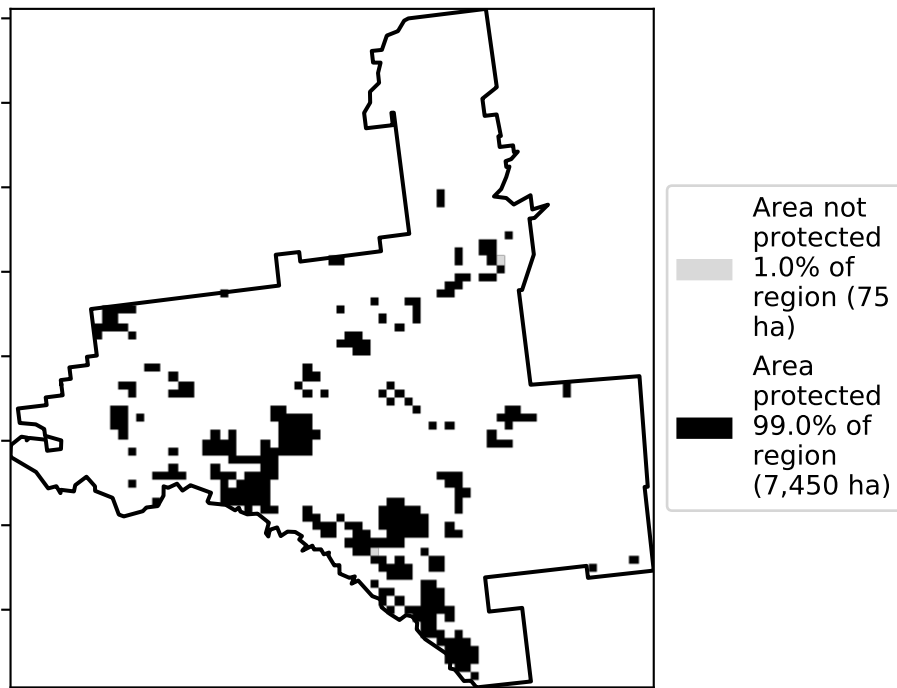 Area not
protected
1.0% of
region (75
ha)
Area
protected
99.0% of
region
(7,450 ha)